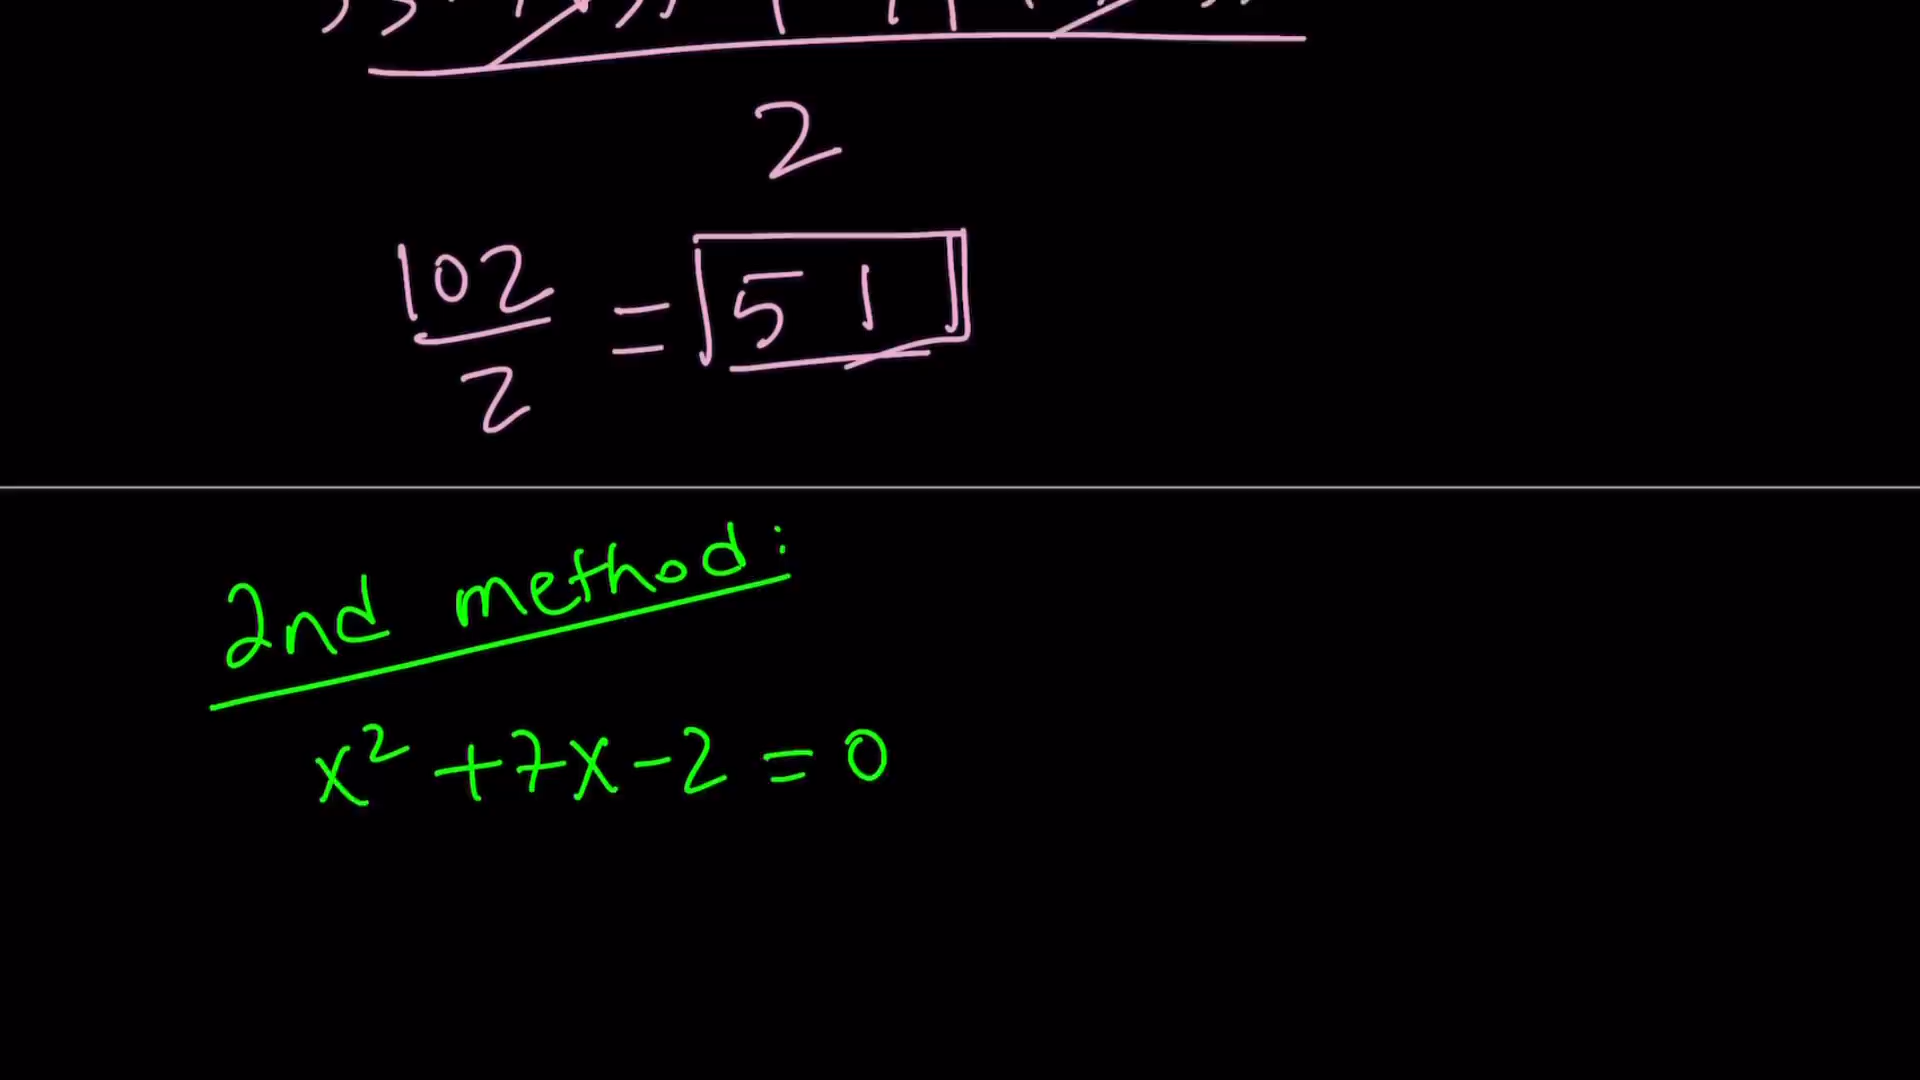 2
102/2 = 51
2nd method:
x² + 7x - 2 = 0